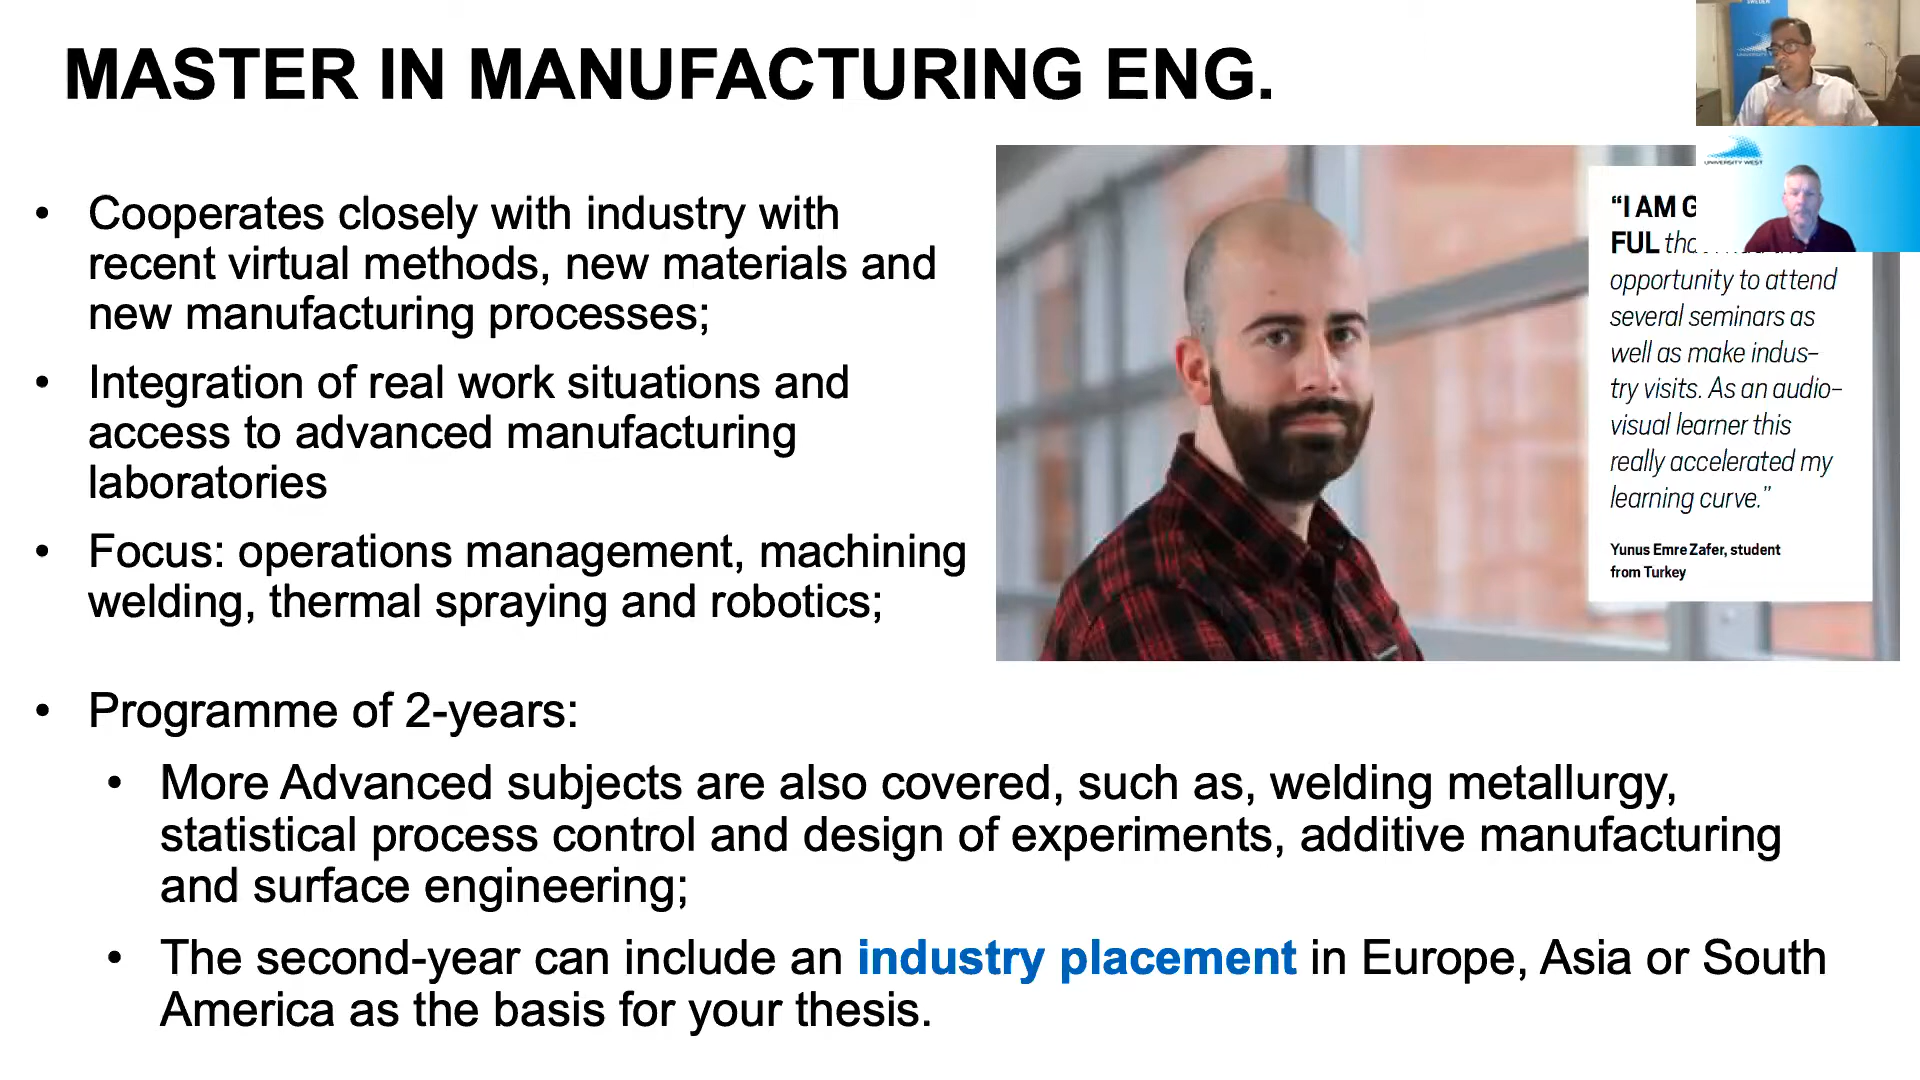 MASTER IN MANUFACTURING ENG.
• Cooperates closely with industry with
recent virtual methods, new materials and
new manufacturing processes;
• Integration of real work situations and
access to advanced manufacturing
laboratories
• Focus: operations management, machining
welding, thermal spraying and robotics;
• Programme of 2-years:
• More Advanced subjects are also covered, such as, welding metallurgy,
statistical process control and design of experiments, additive manufacturing
and surface engineering;
• The second-year can include an industry placement in Europe, Asia or South
America as the basis for your thesis.
SWEDEN
UNIVERSITY WEST
“I AM G
FUL
opportunity to attend
several seminars as
well as make indus–
try visits. As an audio–
visual learner this
really accelerated my
learning curve.”
Yunus Emre Zafer, student
from Turkey